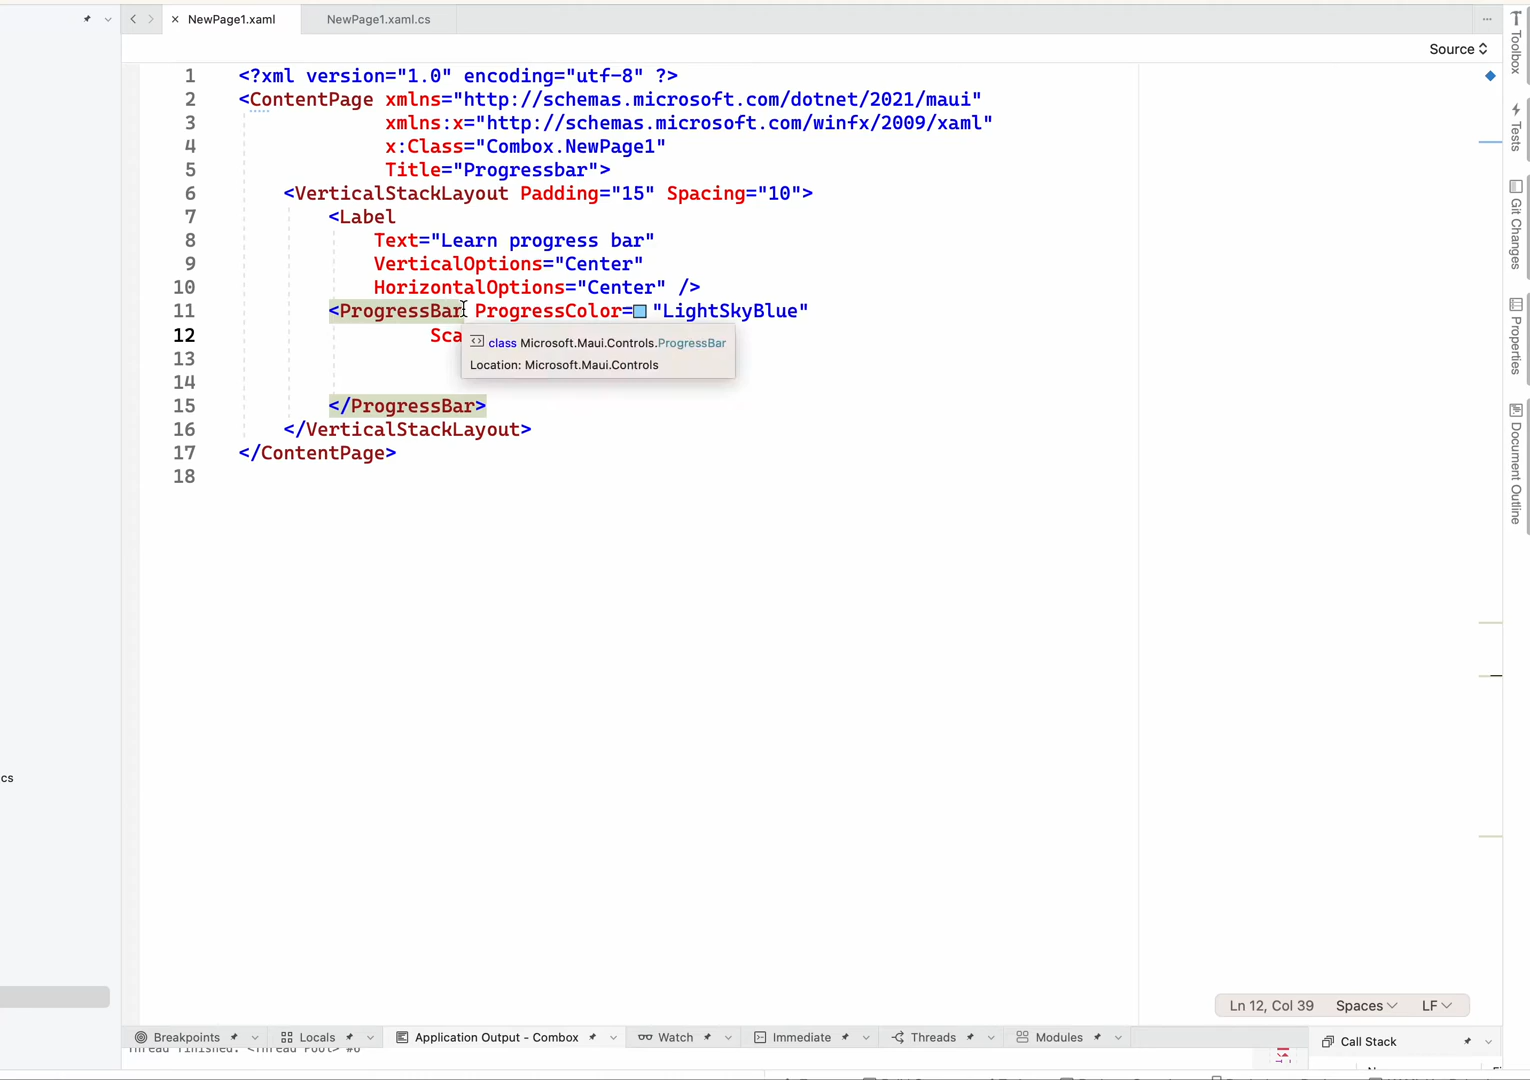 NewPage1.xaml
NewPage1.xaml.cs
Source
1 <?xml version="1.0" encoding="utf-8" ?>
2 <ContentPage xmlns="http://schemas.microsoft.com/dotnet/2021/maui"
3 xmlns:x="http://schemas.microsoft.com/winfx/2009/xaml"
4 x:Class="Combox.NewPage1"
5 Title="Progressbar">
6 <VerticalStackLayout Padding="15" Spacing="10">
7 <Label
8 Text="Learn progress bar"
9 VerticalOptions="Center"
10 HorizontalOptions="Center" />
11 <ProgressBar ProgressColor="LightSkyBlue"
12 Sca
class Microsoft.Maui.Controls.ProgressBar
13
Location: Microsoft.Maui.Controls
14
15 </ProgressBar>
16 </VerticalStackLayout>
17 </ContentPage>
18
Toolbox
Tests
Git Changes
Properties
Document Outline
cs
Ln 12, Col 39 Spaces LF
Breakpoints
Locals
Application Output - Combox
Watch
Immediate
Threads
Modules
Call Stack
Thread finished: <Thread Pool> #6